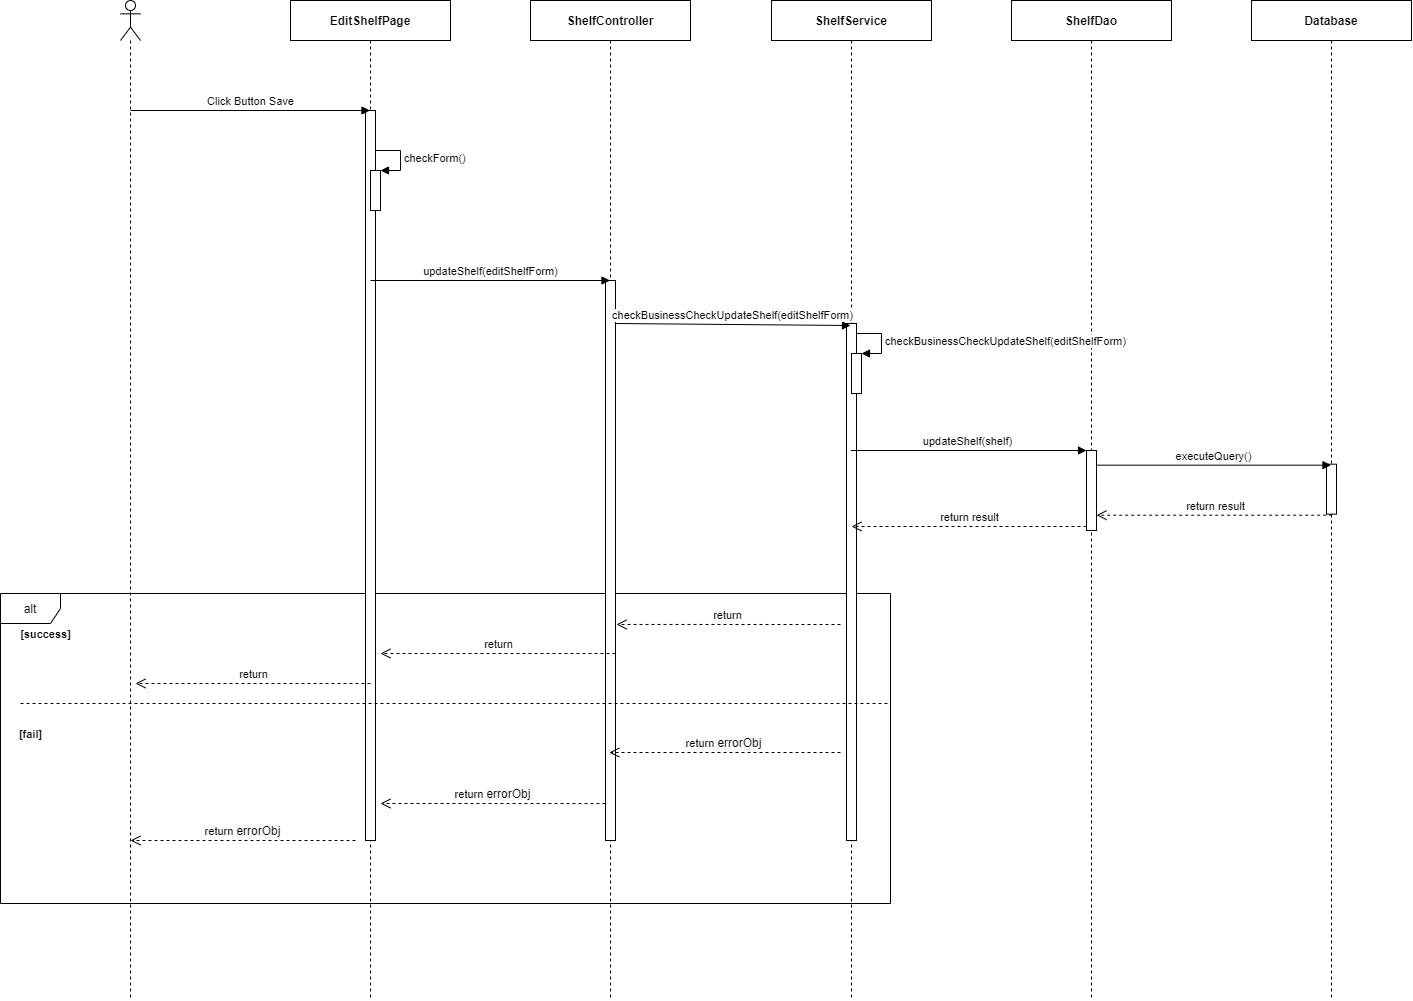 EditShelfPage
ShelfController
ShelfService
ShelfDao
Database
Click Button Save
checkForm()
updateShelf(editShelfForm)
checkBusinessCheckUpdateShelf(editShelfForm)
checkBusinessCheckUpdateShelf(editShelfForm)
updateShelf(shelf)
executeQuery()
return result
return result
alt
[success]
return
return
return
[fail]
return errorObj
return errorObj
return errorObj